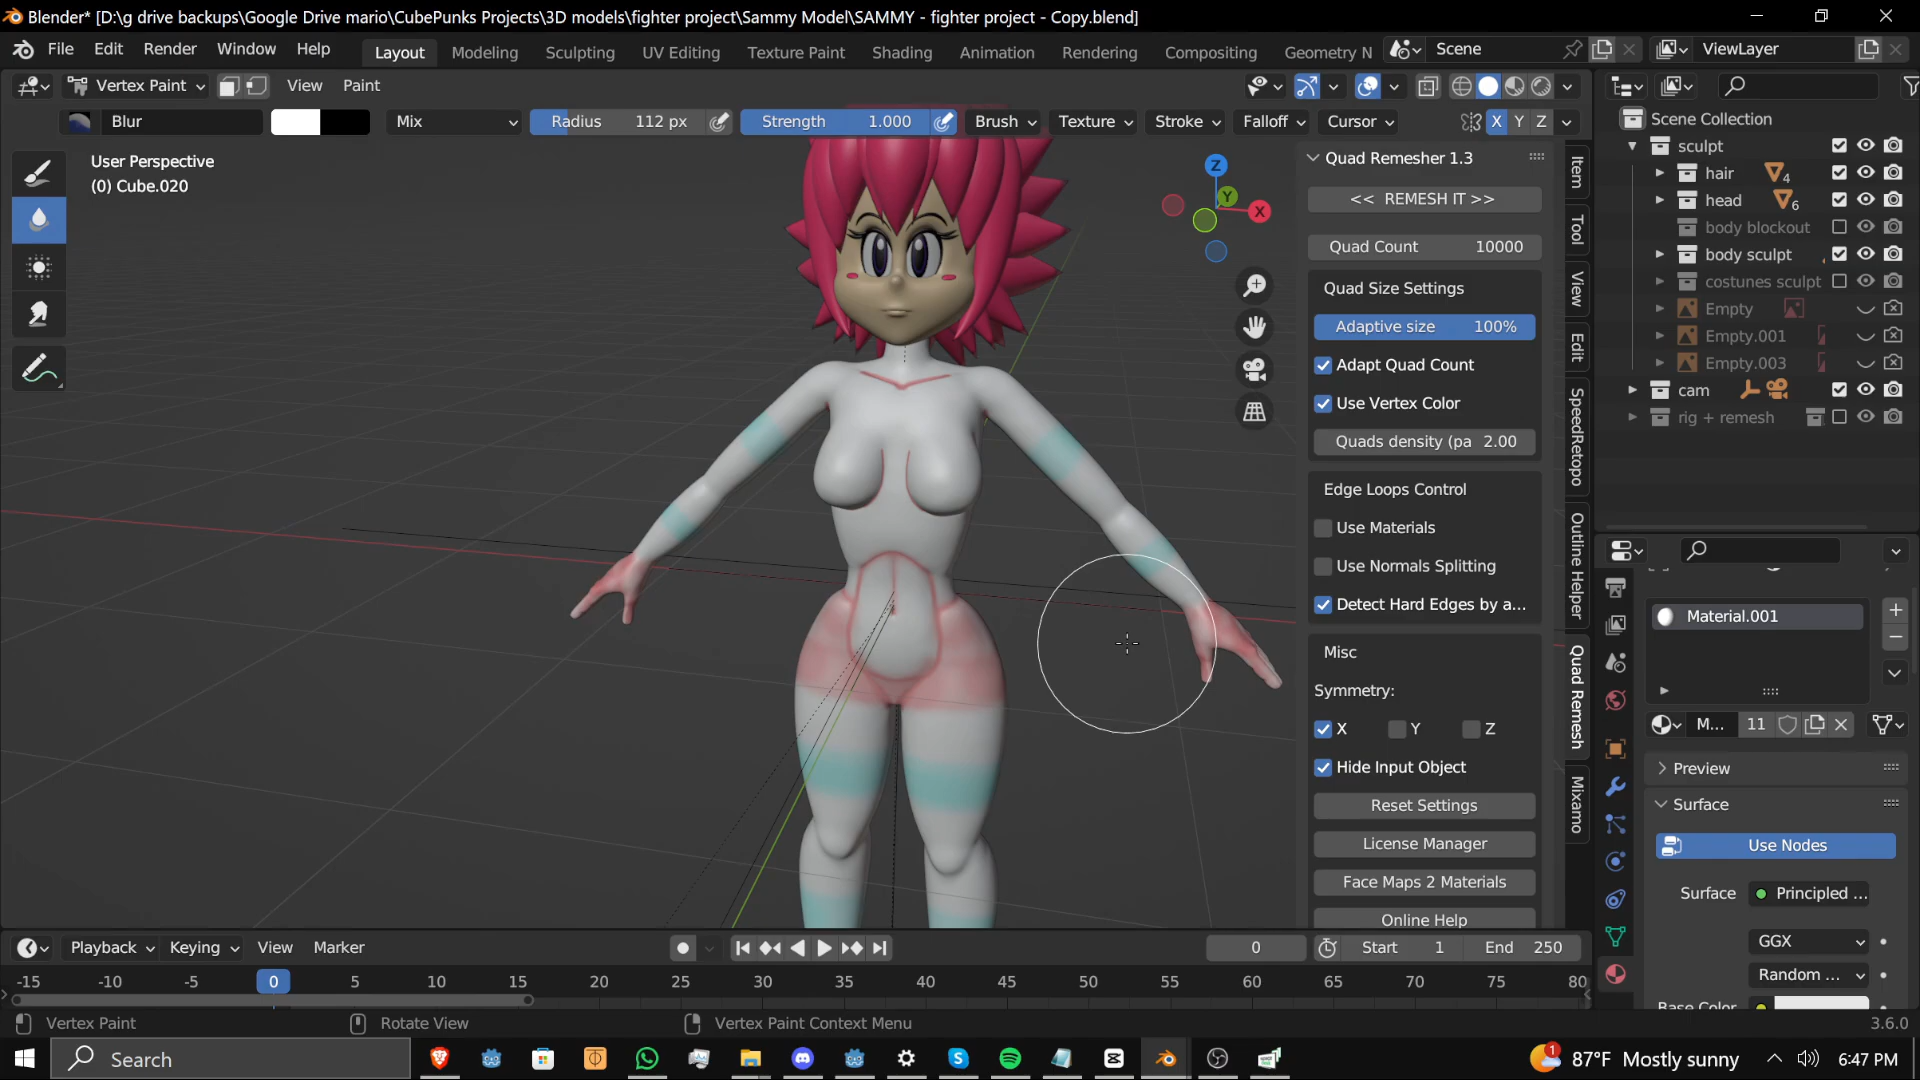 Blender* [D:\g drive backups\Google Drive mario\CubePunks Projects\3D models\fighter project\Sammy Model\SAMMY - fighter project - Copy.blend]
File Edit Render Window Help Layout Modeling Sculpting UV Editing Texture Paint Shading Animation Rendering Compositing Geometry N Scene ViewLayer
Vertex Paint View Paint
Blur Mix Radius 112 px Strength 1.000 Brush Texture Stroke Falloff Cursor X Y Z
User Perspective
(0) Cube.020
Z
Y
X
Quad Remesher 1.3
<< REMESH IT >>
Quad Count 10000
Quad Size Settings
Adaptive size 100%
Adapt Quad Count
Use Vertex Color
Quads density (pa 2.00
Edge Loops Control
Use Materials
Use Normals Splitting
Detect Hard Edges by a...
Misc
Symmetry:
X Y Z
Hide Input Object
Reset Settings
License Manager
Face Maps 2 Materials
Online Help
Item
Tool
View
Edit
SpeedRetopo
Outline Helper
Quad Remesh
Mixamo
Scene Collection
sculpt
hair 4
head 6
body blockout
body sculpt
costunes sculpt
Empty
Empty.001
Empty.003
cam
rig + remesh
Material.001
M... 11
Preview
Surface
Use Nodes
Surface Principled ...
GGX
Random ...
Base Color
Playback Keying View Marker 0 Start 1 End 250
-15 -10 -5 0 5 10 15 20 25 30 35 40 45 50 55 60 65 70 75 80
Vertex Paint Rotate View Vertex Paint Context Menu 3.6.0
Search 1 87°F Mostly sunny 6:47 PM